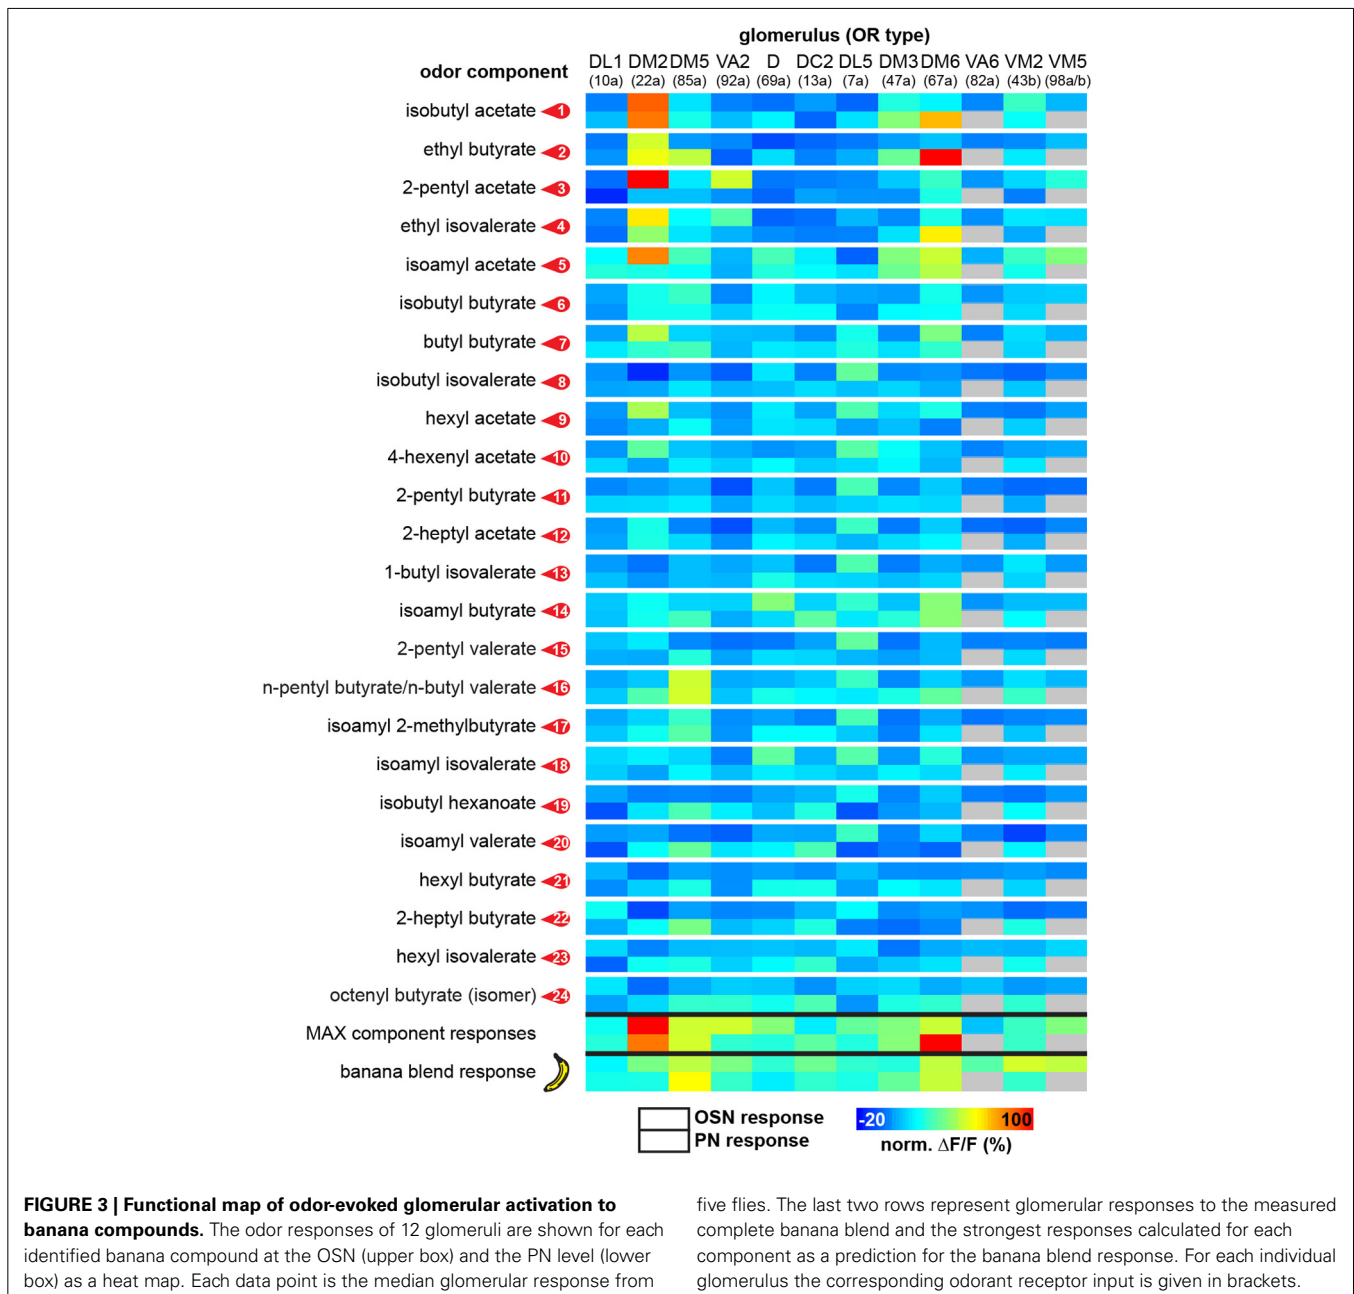 glomerulus (OR type)
odor component DL1 DM2 DM5 VA2 D DC2 DL5 DM3 DM6 VA6 VM2 VM5
(10a) (22a) (85a) (92a) (69a) (13a) (7a) (47a) (67a) (82a) (43b) (98a/b)
isobutyl acetate 1
ethyl butyrate 2
2-pentyl acetate 3
ethyl isovalerate 4
isoamyl acetate 5
isobutyl butyrate 6
butyl butyrate 7
isobutyl isovalerate 8
hexyl acetate 9
4-hexenyl acetate 10
2-pentyl butyrate 11
2-heptyl acetate 12
1-butyl isovalerate 13
isoamyl butyrate 14
2-pentyl valerate 15
n-pentyl butyrate/n-butyl valerate 16
isoamyl 2-methylbutyrate 17
isoamyl isovalerate 18
isobutyl hexanoate 19
isoamyl valerate 20
hexyl butyrate 21
2-heptyl butyrate 22
hexyl isovalerate 23
octenyl butyrate (isomer) 24
MAX component responses
banana blend response
OSN response
PN response
-20 100
norm. ΔF/F (%)
FIGURE 3 | Functional map of odor-evoked glomerular activation to
banana compounds. The odor responses of 12 glomeruli are shown for each
identified banana compound at the OSN (upper box) and the PN level (lower
box) as a heat map. Each data point is the median glomerular response from
five flies. The last two rows represent glomerular responses to the measured
complete banana blend and the strongest responses calculated for each
component as a prediction for the banana blend response. For each individual
glomerulus the corresponding odorant receptor input is given in brackets.